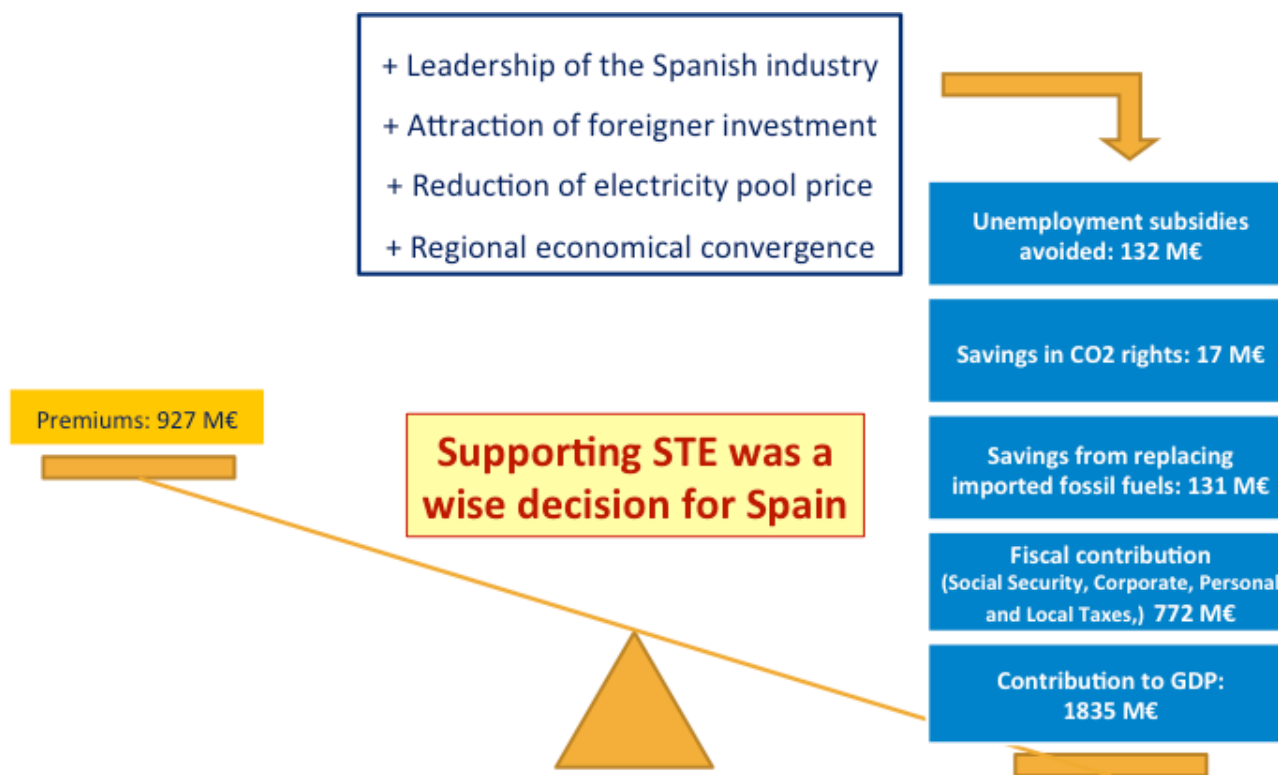 + Leadership of the Spanish industry
+ Attraction of foreigner investment
+ Reduction of electricity pool price
+ Regional economical convergence
Unemployment subsidies
avoided: 132 M€
Savings in CO2 rights: 17 M€
Premiums: 927 M€
Supporting STE was a
wise decision for Spain
Savings from replacing
imported fossil fuels: 131 M€
Fiscal contribution
(Social Security, Corporate, Personal
and Local Taxes,) 772 M€
Contribution to GDP:
1835 M€